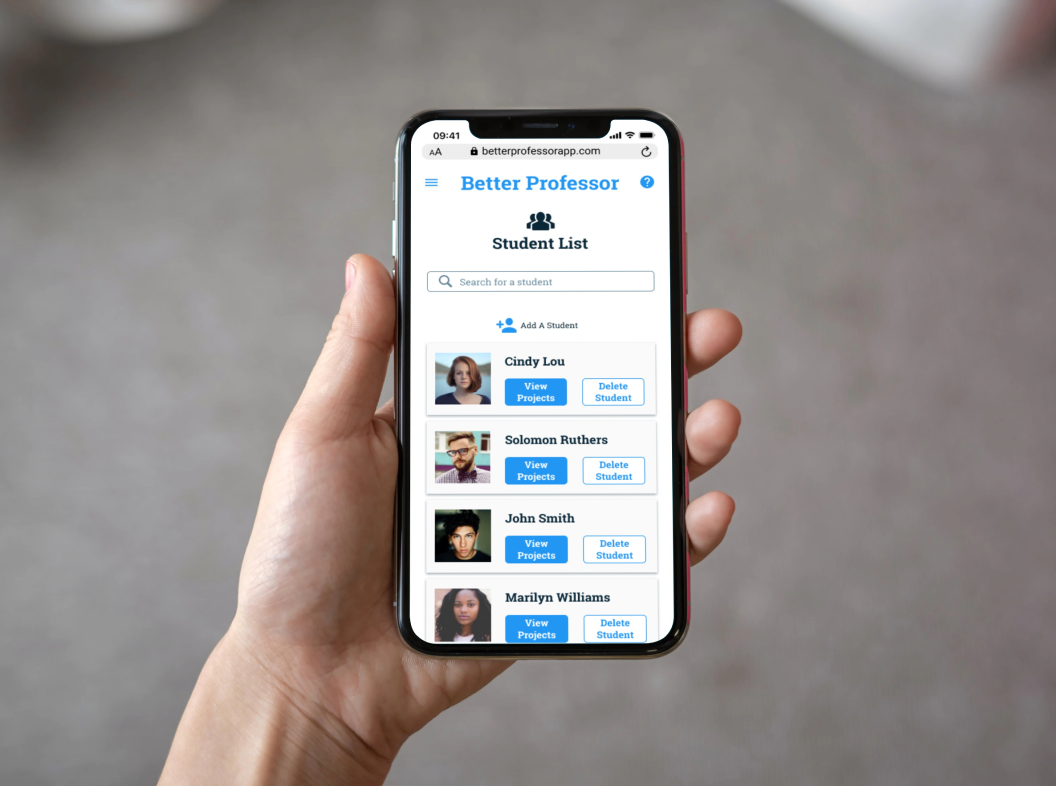 09:41
AA betterprofessorapp.com
Better Professor ?
Student List
Search for a student
Add A Student
Cindy Lou
View Projects
Delete Student
Solomon Ruthers
View Projects
Delete Student
John Smith
View Projects
Delete Student
Marilyn Williams
View Projects
Delete Student